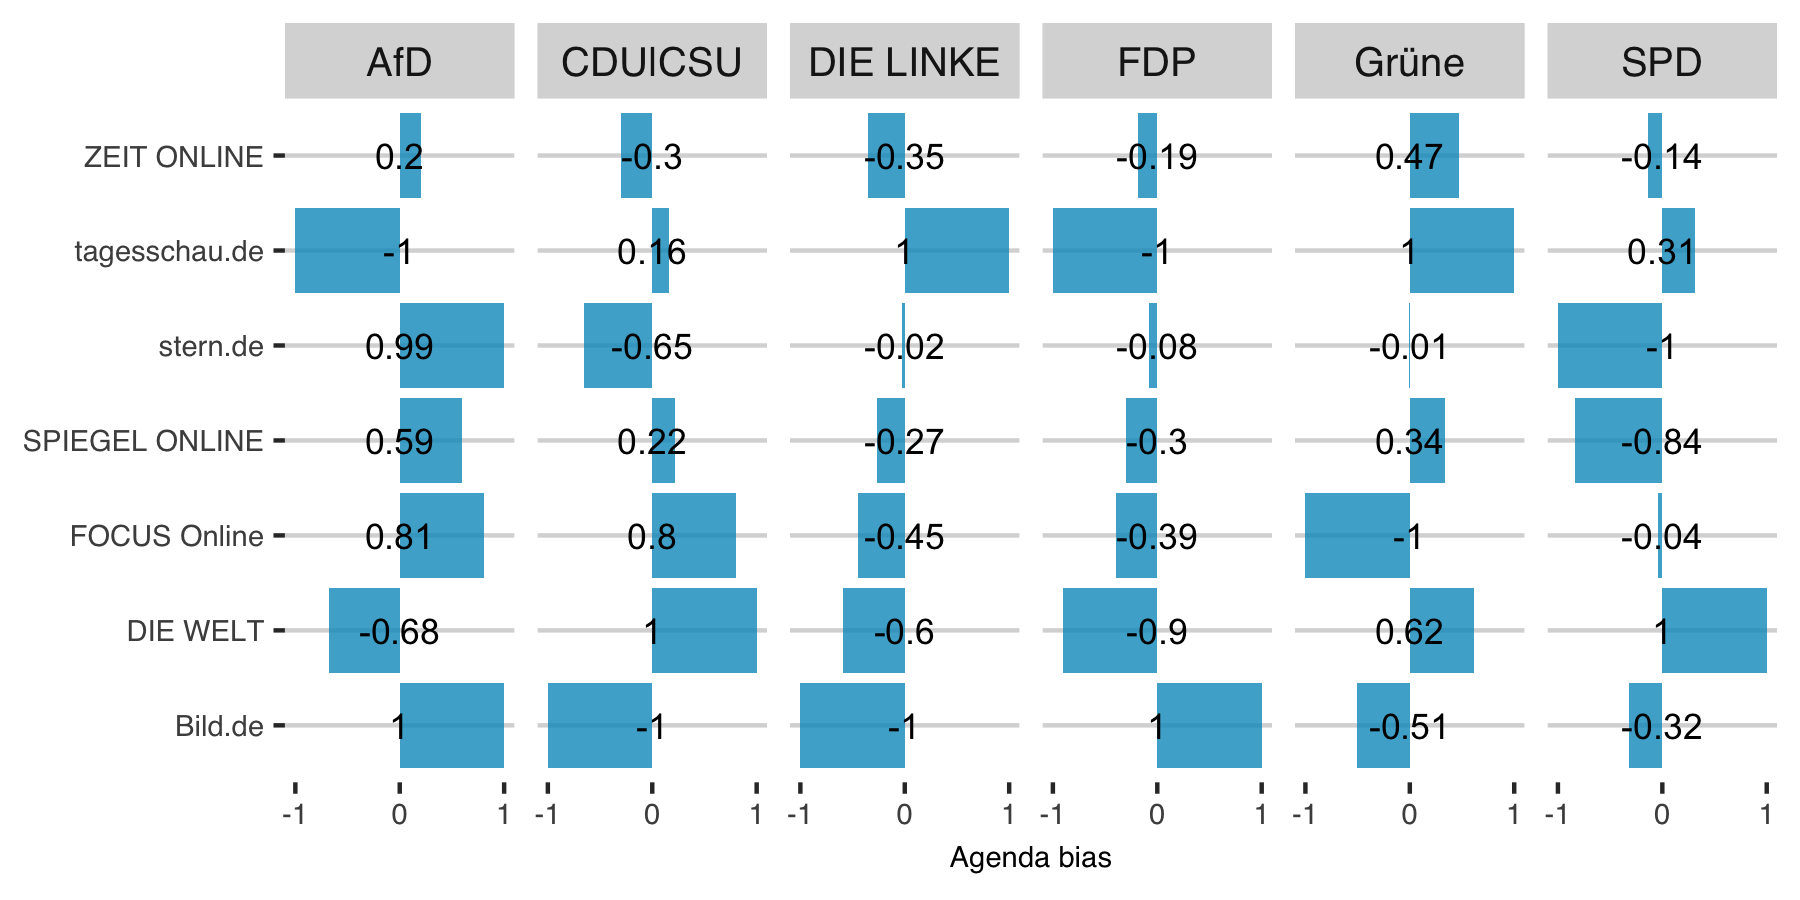 AfD CDU|CSU DIE LINKE FDP Grüne SPD
ZEIT ONLINE 0.2 -0.3 -0.35 -0.19 0.47 -0.14
tagesschau.de -1 0.16 1 -1 1 0.31
stern.de 0.99 -0.65 -0.02 -0.08 -0.01 -1
SPIEGEL ONLINE 0.59 0.22 -0.27 -0.3 0.34 -0.84
FOCUS Online 0.81 0.8 -0.45 -0.39 -1 -0.04
DIE WELT -0.68 1 -0.6 -0.9 0.62 1
Bild.de 1 -1 -1 1 -0.51 -0.32
-1 0 1 -1 0 1 -1 0 1 -1 0 1 -1 0 1 -1 0 1
Agenda bias